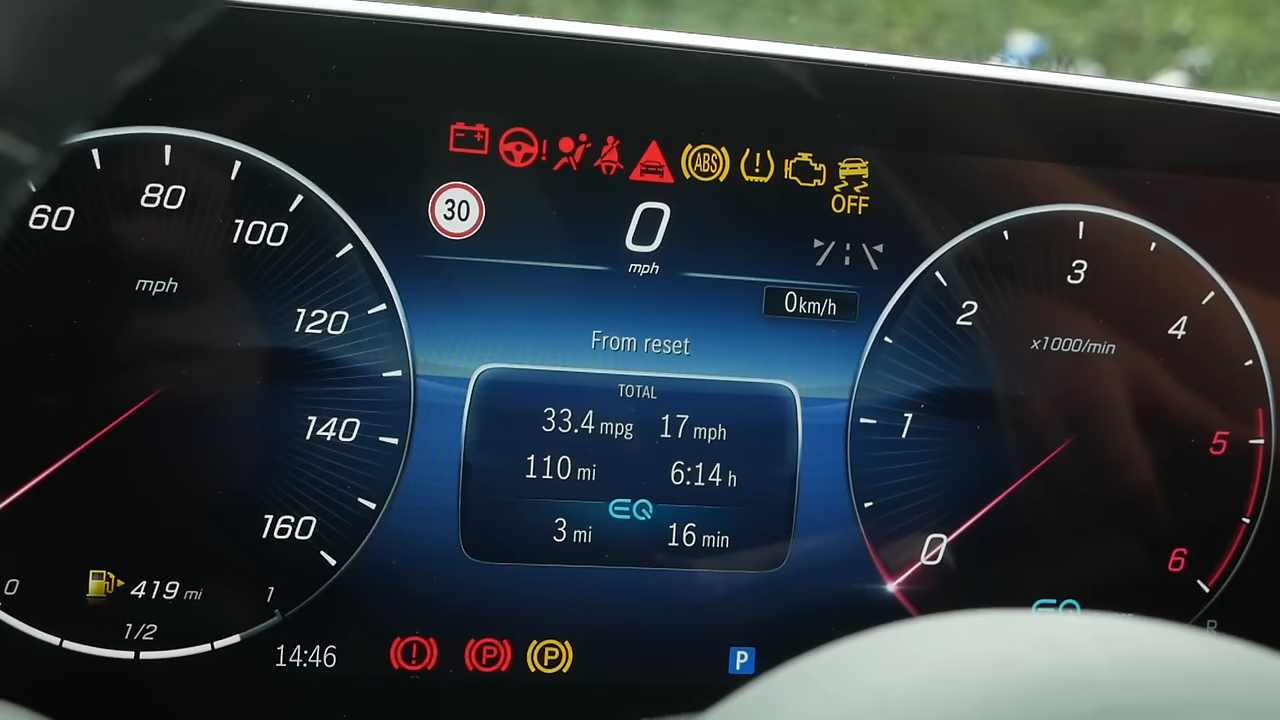 ABS
OFF
30
0
mph
0 km/h
60
80
100
120
140
160
mph
From reset
TOTAL
33.4 mpg 17 mph
110 mi 6:14 h
EQ
3 mi 16 min
0
1
2
3
4
5
6
x1000/min
EQ
R
0
419 mi
1
1/2
14:46
P
P
P